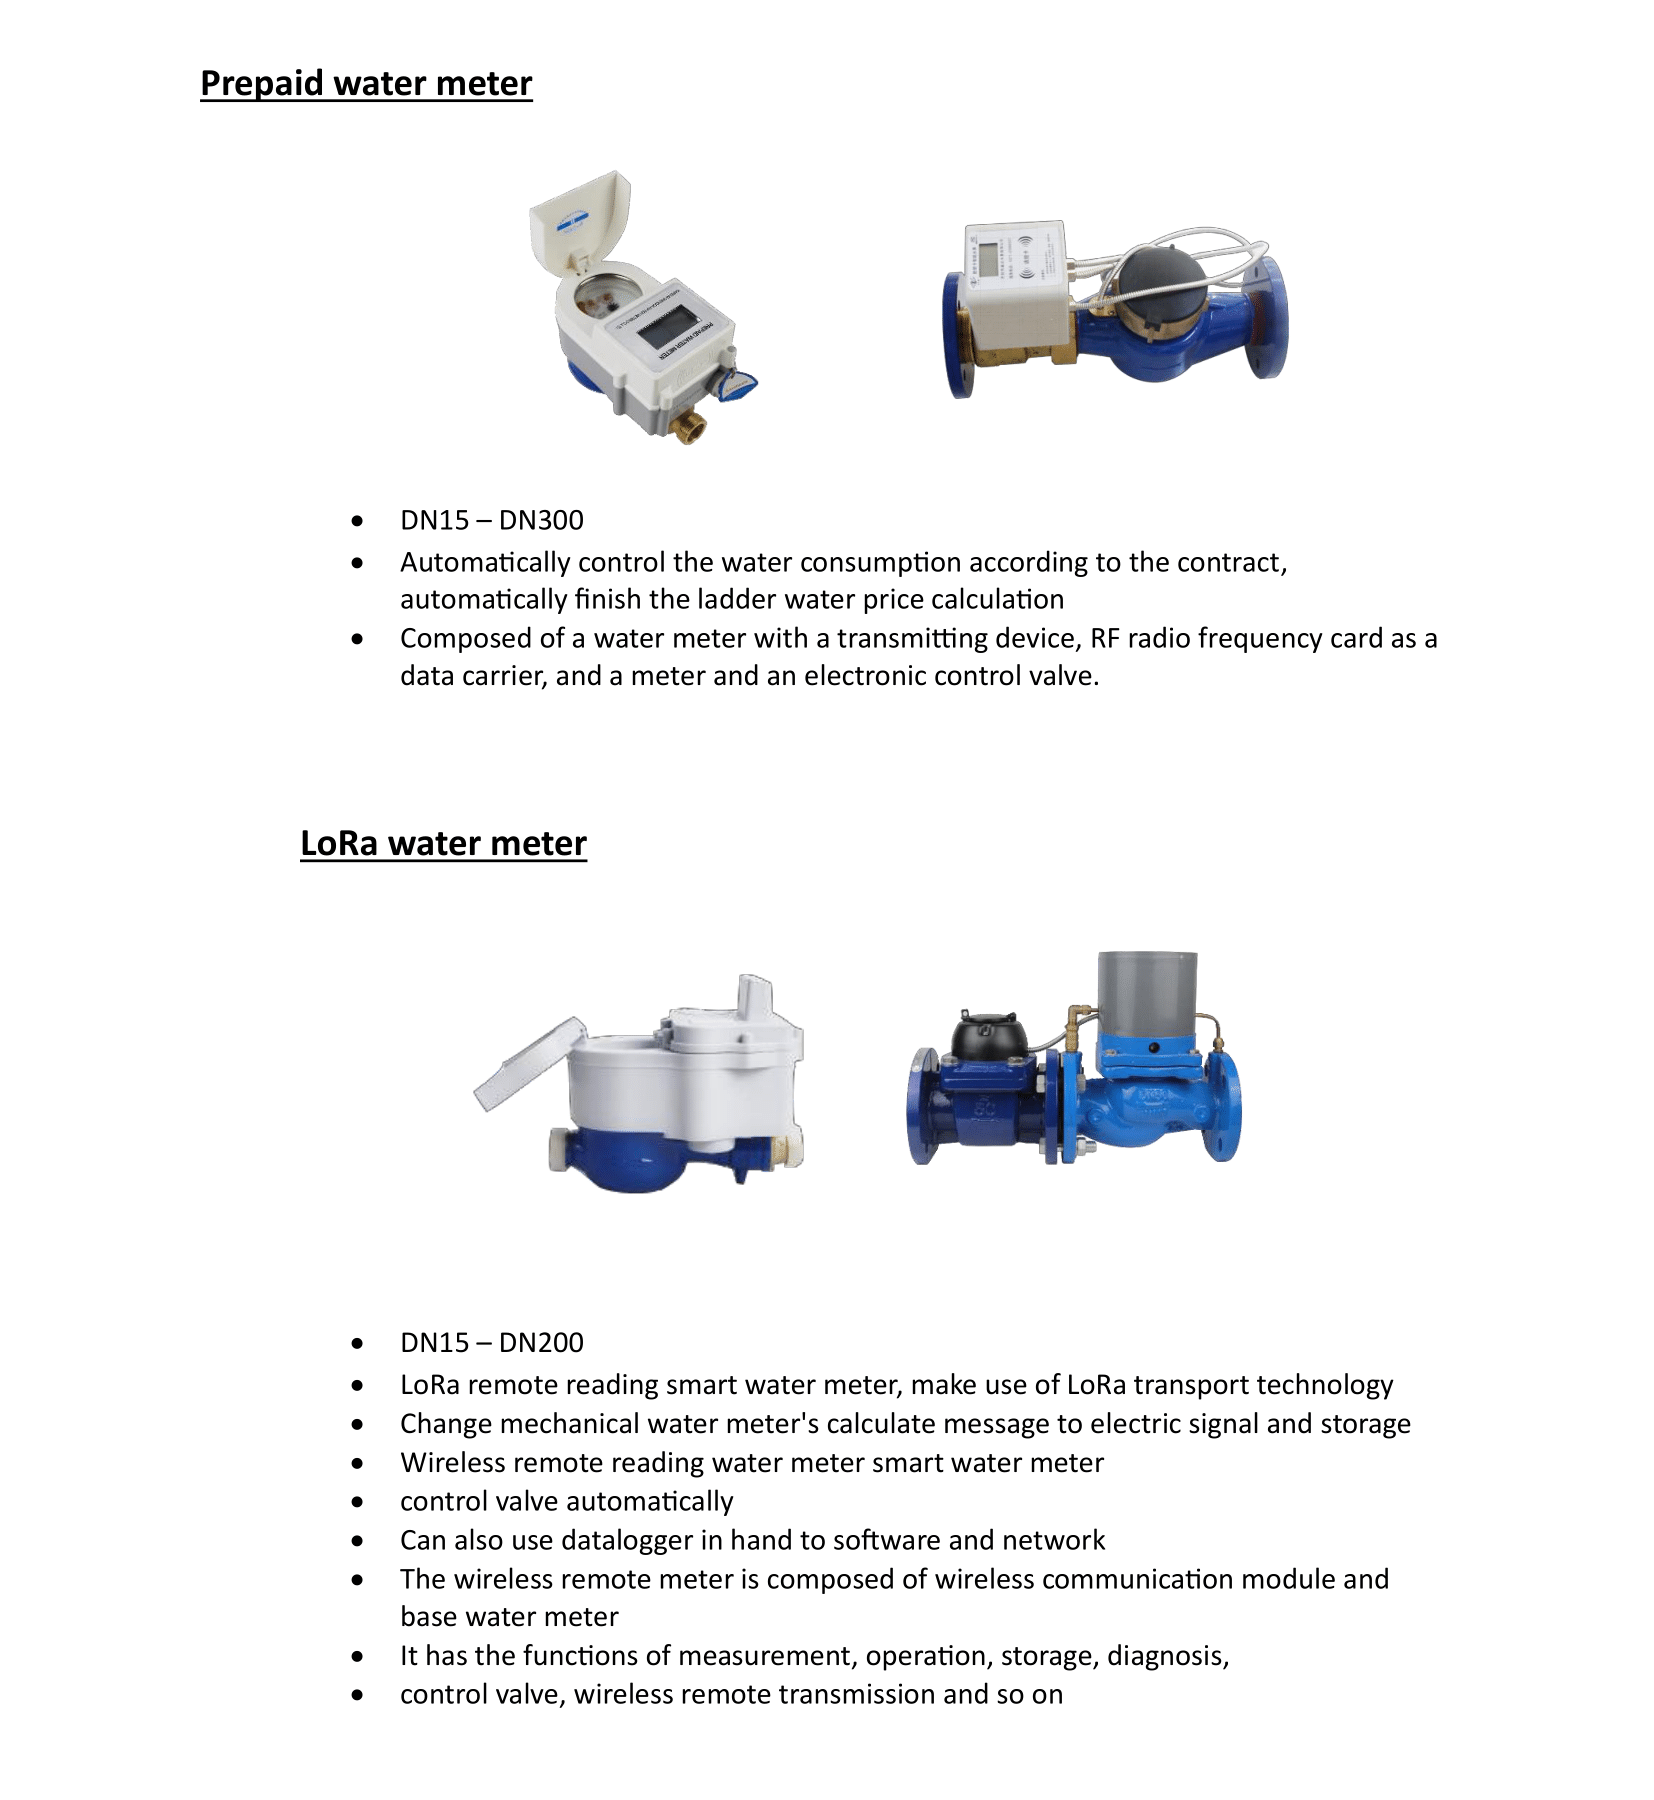 Prepaid water meter
PREPAID WATER METER
• DN15 – DN300
• Automatically control the water consumption according to the contract,
automatically finish the ladder water price calculation
• Composed of a water meter with a transmitting device, RF radio frequency card as a
data carrier, and a meter and an electronic control valve.
LoRa water meter
• DN15 – DN200
• LoRa remote reading smart water meter, make use of LoRa transport technology
• Change mechanical water meter's calculate message to electric signal and storage
• Wireless remote reading water meter smart water meter
• control valve automatically
• Can also use datalogger in hand to software and network
• The wireless remote meter is composed of wireless communication module and
base water meter
• It has the functions of measurement, operation, storage, diagnosis,
• control valve, wireless remote transmission and so on